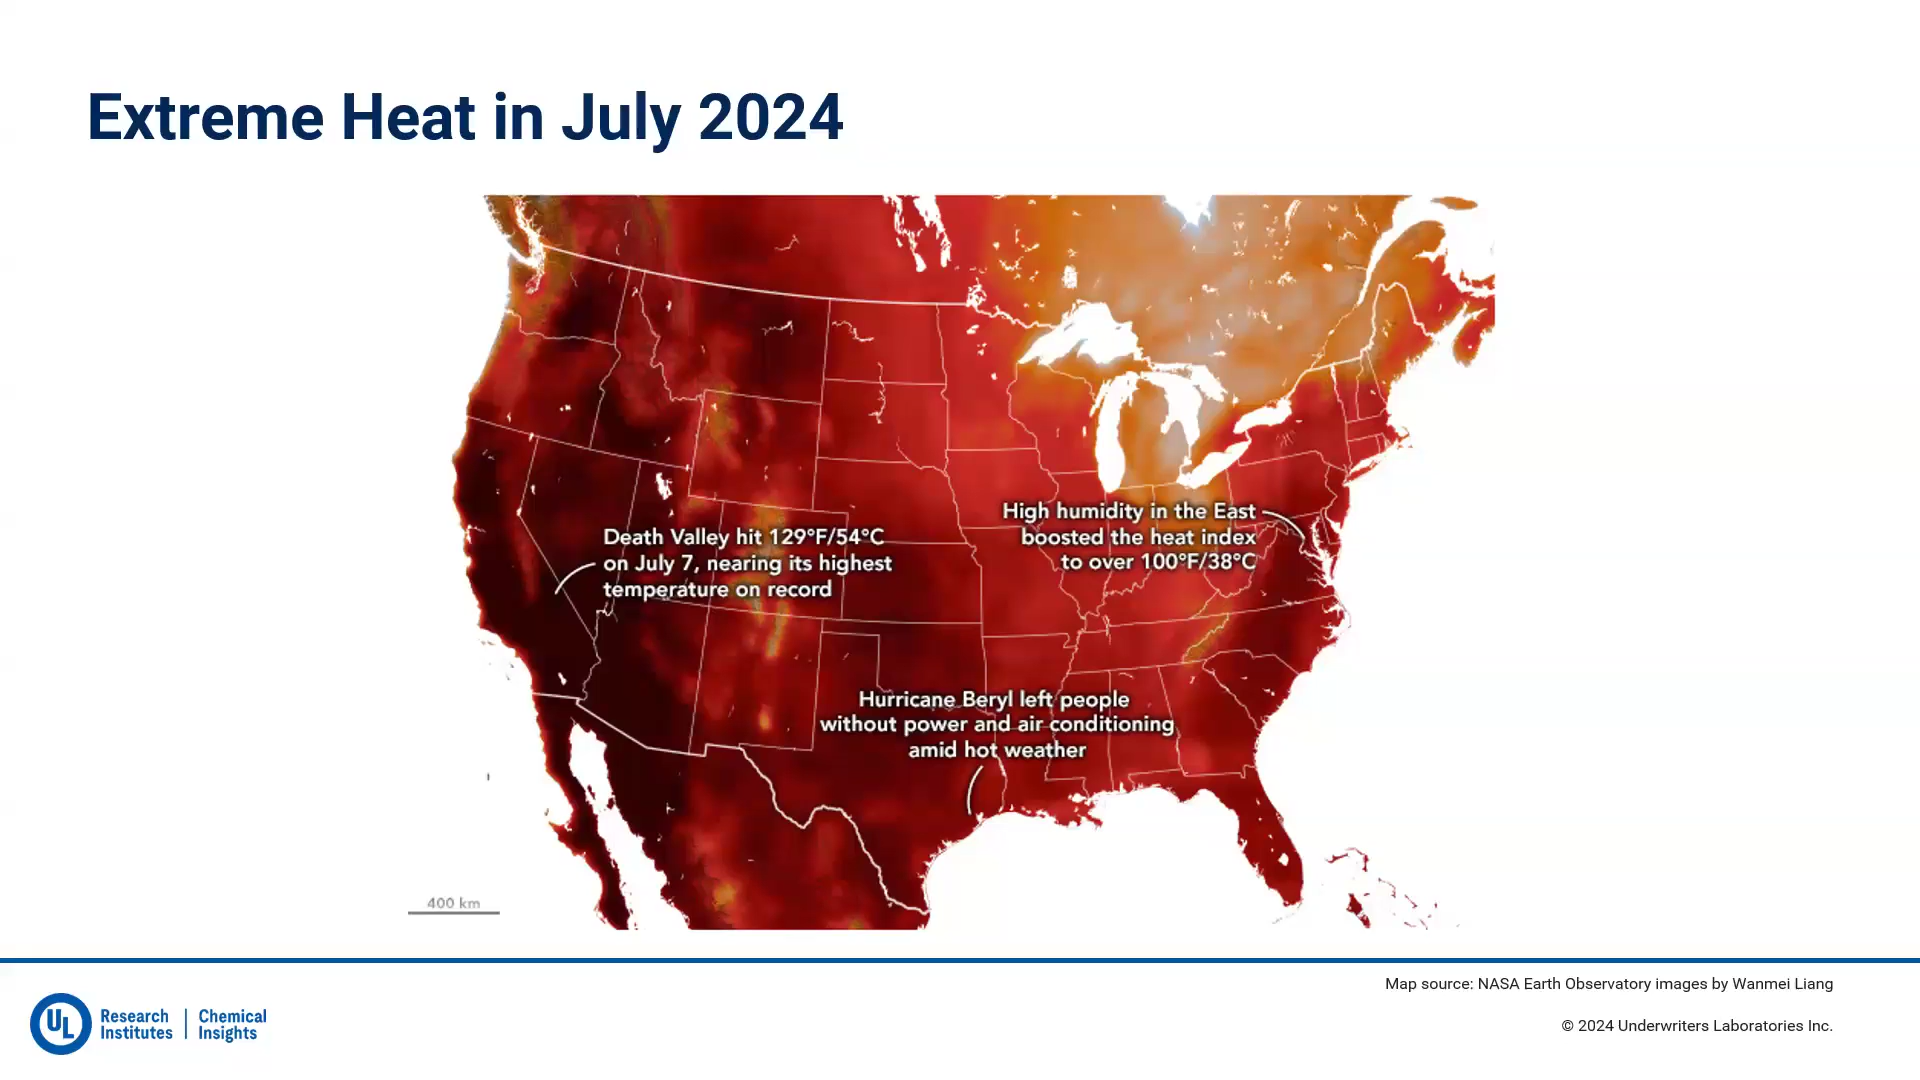 Extreme Heat in July 2024
Death Valley hit 129°F/54°C
on July 7, nearing its highest
temperature on record
High humidity in the East
boosted the heat index
to over 100°F/38°C
Hurricane Beryl left people
without power and air conditioning
amid hot weather
400 km
Map source: NASA Earth Observatory images by Wanmei Liang
© 2024 Underwriters Laboratories Inc.
UL
Research
Institutes
Chemical
Insights